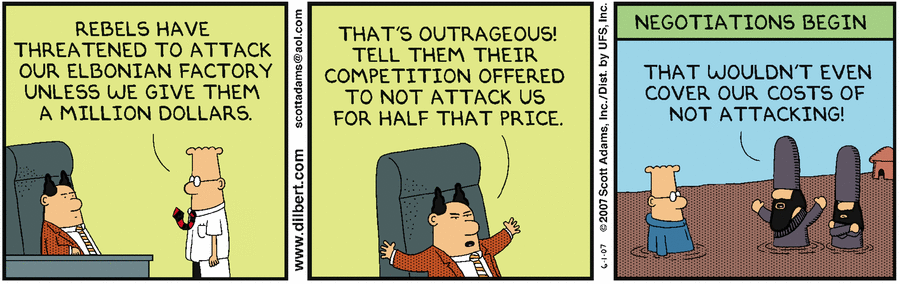 REBELS HAVE
THREATENED TO ATTACK
OUR ELBONIAN FACTORY
UNLESS WE GIVE THEM
A MILLION DOLLARS.
www.dilbert.com scottadams@aol.com
THAT'S OUTRAGEOUS!
TELL THEM THEIR
COMPETITION OFFERED
TO NOT ATTACK US
FOR HALF THAT PRICE.
6-1-07 ©2007 Scott Adams, Inc./Dist. by UFS, Inc.
NEGOTIATIONS BEGIN
THAT WOULDN'T EVEN
COVER OUR COSTS OF
NOT ATTACKING!